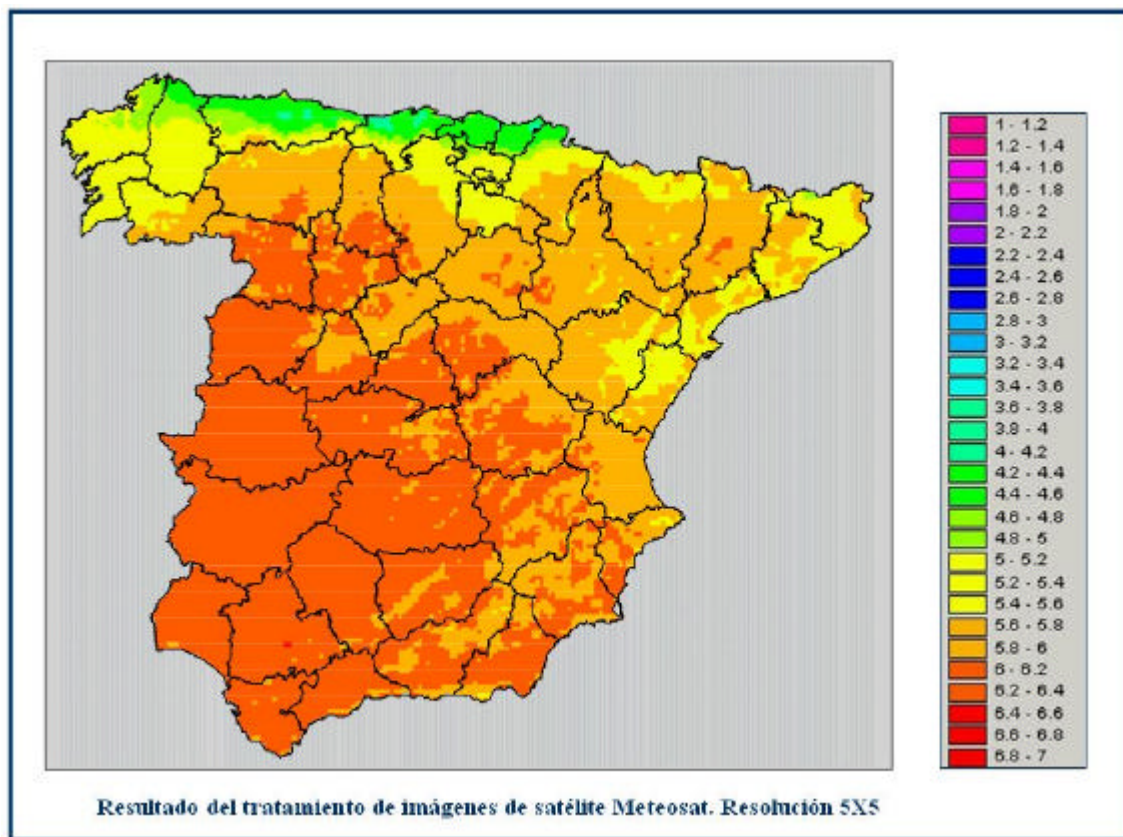 1 - 1.2
1.2 - 1.4
1.4 - 1.6
1.6 - 1.8
1.8 - 2
2 - 2.2
2.2 - 2.4
2.4 - 2.6
2.6 - 2.8
2.8 - 3
3 - 3.2
3.2 - 3.4
3.4 - 3.6
3.6 - 3.8
3.8 - 4
4 - 4.2
4.2 - 4.4
4.4 - 4.6
4.6 - 4.8
4.8 - 5
5 - 5.2
5.2 - 5.4
5.4 - 5.6
5.6 - 5.8
5.8 - 6
6 - 6.2
6.2 - 6.4
6.4 - 6.6
6.6 - 6.8
6.8 - 7
Resultado del tratamiento de imágenes de satélite Meteosat. Resolución 5X5